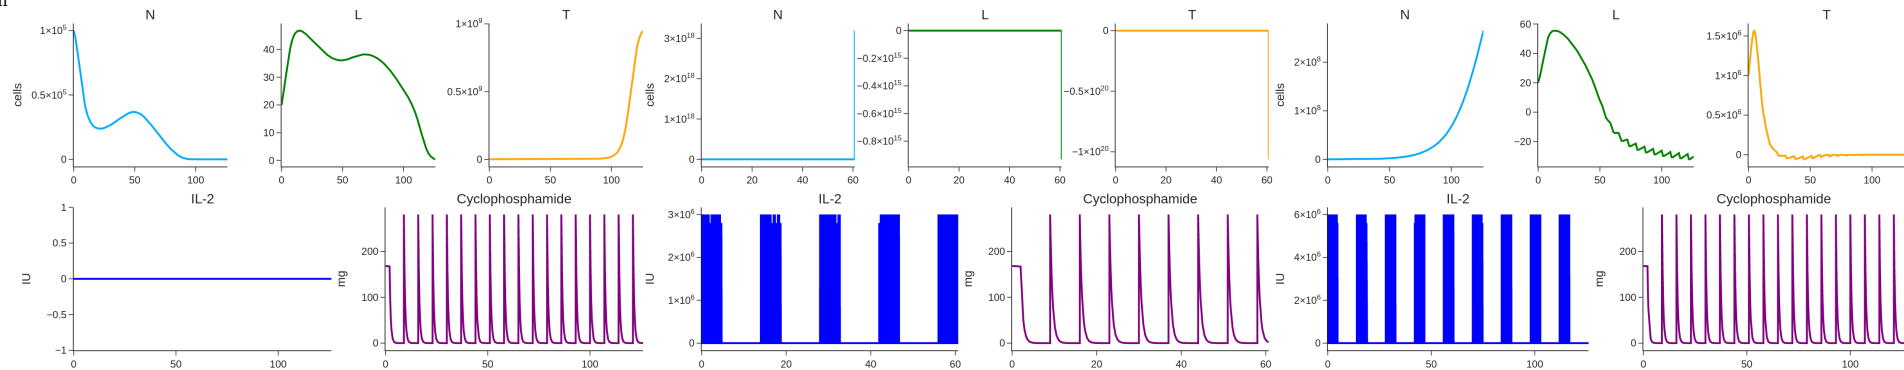 N L T N L T N L T
1×10⁵ 0.5×10⁵ 0 cells 0 50 100
40 30 20 10 0 0 50 100
1×10⁹ 0.5×10⁹ 0 0 50 100
3×10¹⁸ 2×10¹⁸ 1×10¹⁸ 0 cells 0 20 40 60
0 −0.2×10¹⁵ −0.4×10¹⁵ −0.6×10¹⁵ −0.8×10¹⁵ 0 20 40 60
0 −0.5×10²⁰ −1×10²⁰ 0 20 40 60
2×10⁸ 1×10⁸ 0 cells 0 50 100
60 40 20 0 −20 0 50 100
1.5×10⁶ 1×10⁶ 0.5×10⁶ 0 0 50 100
IL-2 Cyclophosphamide IL-2 Cyclophosphamide IL-2 Cyclophosphamide
1 0.5 0 −0.5 −1 IU 0 50 100
200 100 0 mg 0 50 100
3×10⁶ 2×10⁶ 1×10⁶ 0 IU 0 20 40 60
200 100 0 mg 0 20 40 60
6×10⁶ 4×10⁶ 2×10⁶ 0 IU 0 50 100
200 100 0 mg 0 50 100